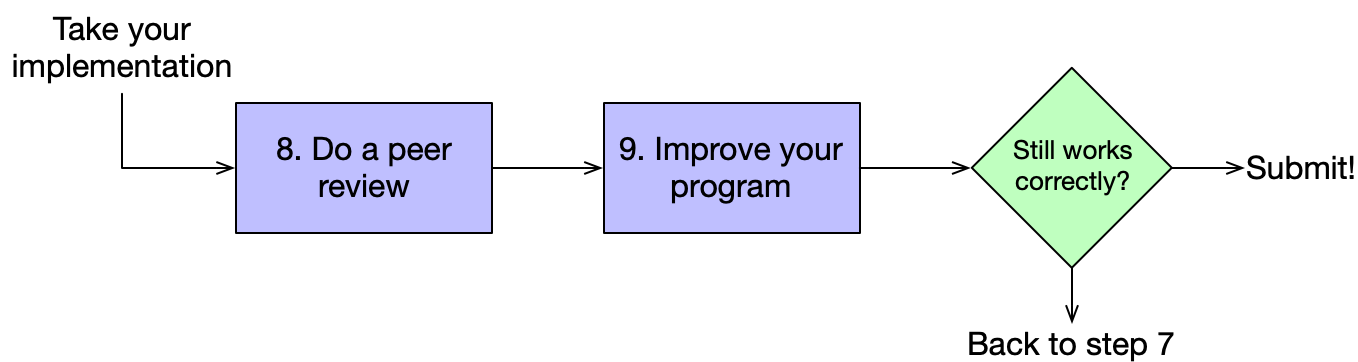 Take your
implementation
8. Do a peer
review
9. Improve your
program
Still works
correctly?
Submit!
Back to step 7